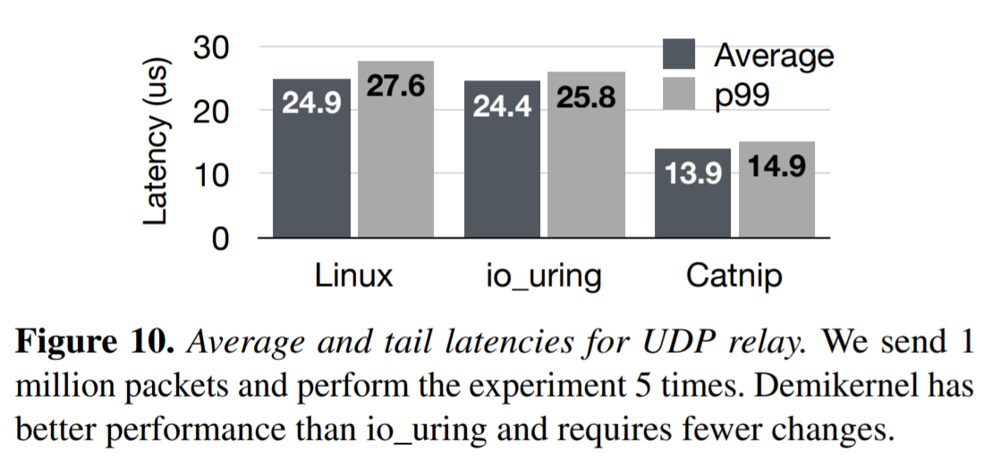 30
20
10
0
Latency (us)
Average
p99
24.9
27.6
24.4
25.8
13.9
14.9
Linux
io_uring
Catnip
Figure 10. Average and tail latencies for UDP relay. We send 1
million packets and perform the experiment 5 times. Demikernel has
better performance than io_uring and requires fewer changes.